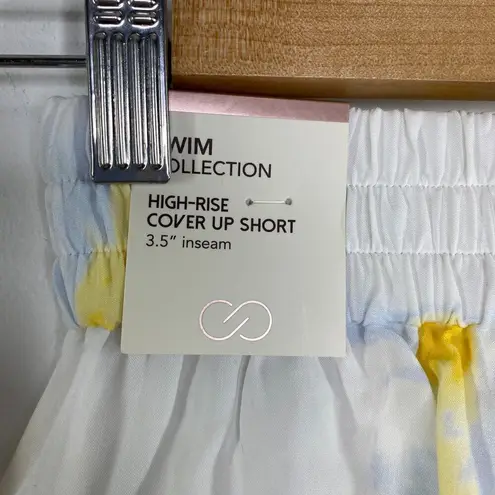 WIM
OLLECTION
HIGH-RISE
COVER UP SHORT
3.5" inseam